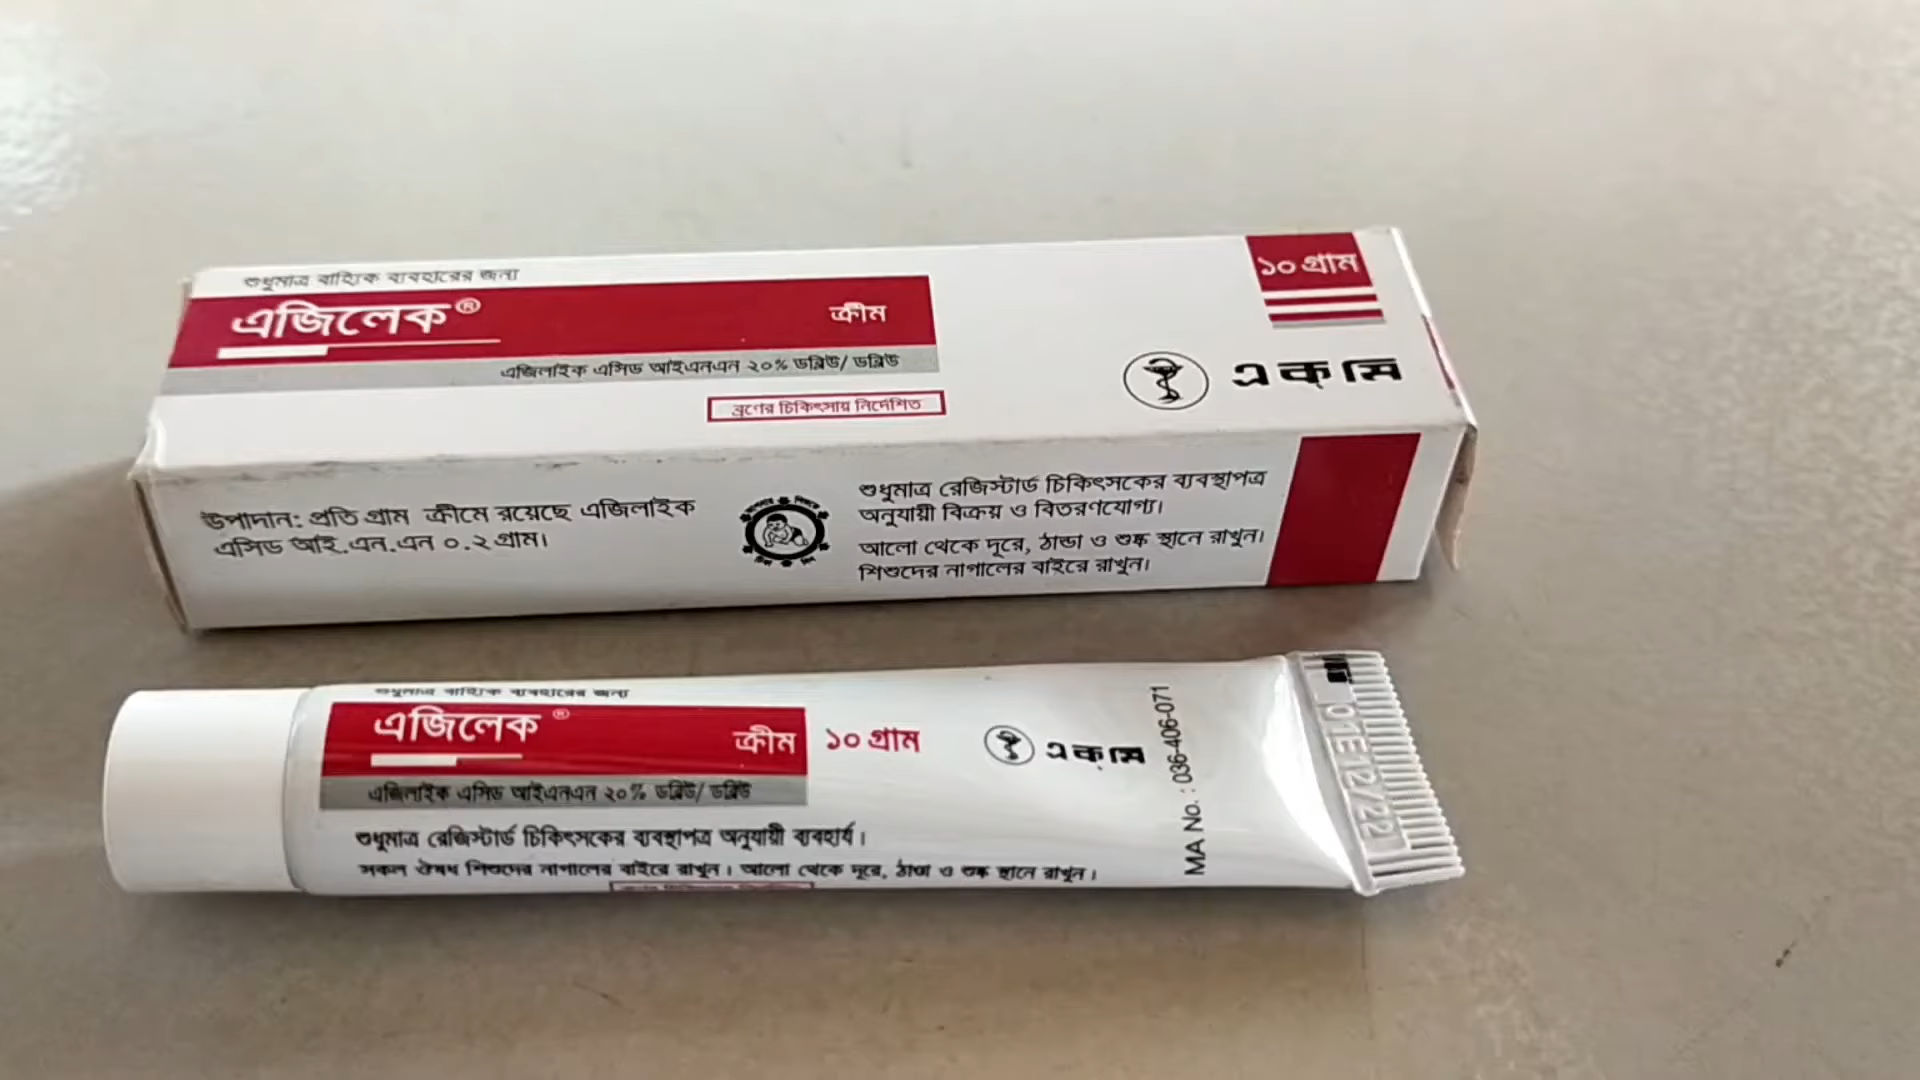 শুধুমাত্র বাহ্যিক ব্যবহারের জন্য
এজিলেক®
ক্রীম
এজিলাইক এসিড আইএনএন ২০% ডব্লিউ/ ডব্লিউ
ব্রণের চিকিৎসায় নির্দেশিত
১০ গ্রাম
একমি
উপাদান: প্রতি গ্রাম ক্রীমে রয়েছে এজিলাইক
এসিড আই.এন.এন ০.২ গ্রাম।
শুধুমাত্র রেজিস্টার্ড চিকিৎসকের ব্যবস্থাপত্র
অনুযায়ী বিক্রয় ও বিতরণযোগ্য।
আলো থেকে দূরে, ঠান্ডা ও শুষ্ক স্থানে রাখুন।
শিশুদের নাগালের বাইরে রাখুন।
শুধুমাত্র বাহ্যিক ব্যবহারের জন্য
এজিলেক®
ক্রীম
১০ গ্রাম
একমি
এজিলাইক এসিড আইএনএন ২০% ডব্লিউ/ ডব্লিউ
শুধুমাত্র রেজিস্টার্ড চিকিৎসকের ব্যবস্থাপত্র অনুযায়ী ব্যবহার্য।
সকল ঔষধ শিশুদের নাগালের বাইরে রাখুন। আলো থেকে দূরে, ঠান্ডা ও শুষ্ক স্থানে রাখুন।
MA No. : 036-406-071